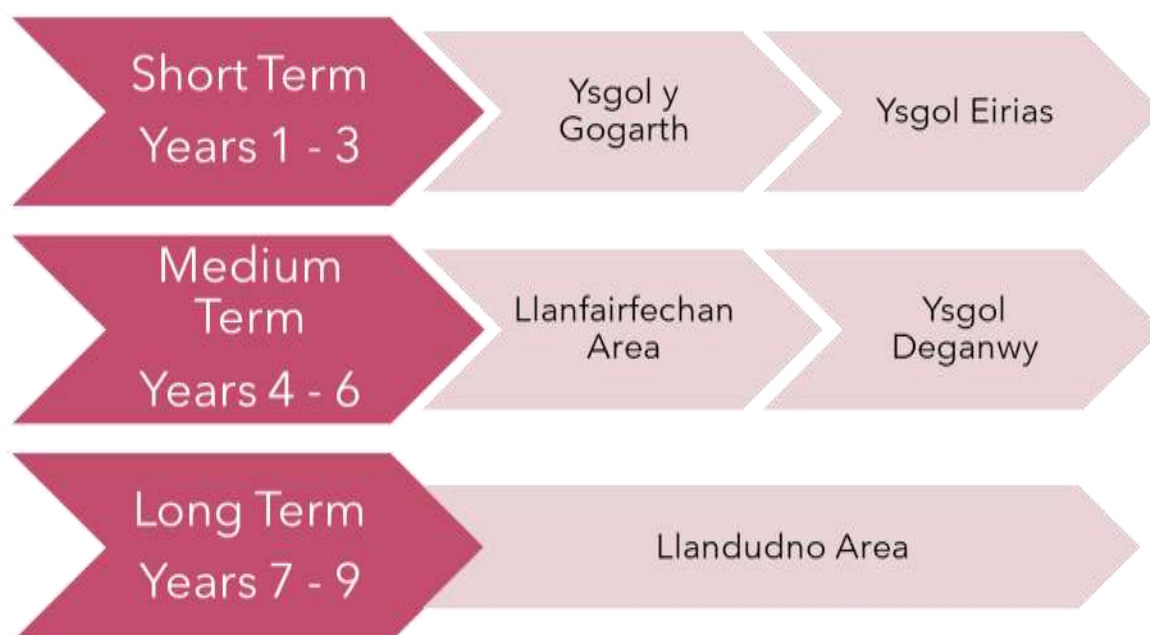 Short Term
Years 1 - 3
Ysgol y
Gogarth
Ysgol Eirias
Medium
Term
Years 4 - 6
Llanfairfechan
Area
Ysgol
Deganwy
Long Term
Years 7 - 9
Llandudno Area